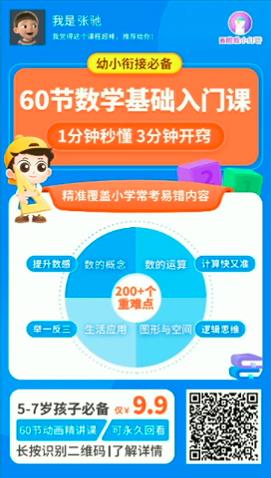 我是张驰
我觉得这个课程超棒，推荐给你!
幼小衔接必备
60节数学基础入门课
1分钟秒懂 3分钟开窍
精准覆盖小学常考易错内容
提升数感
数的概念
数的运算
计算快又准
200+个
重难点
举一反三
生活应用
图形与空间
逻辑思维
5-7岁孩子必备 仅¥9.9
60节动画精讲课 可永久回看
长按识别二维码|了解详情